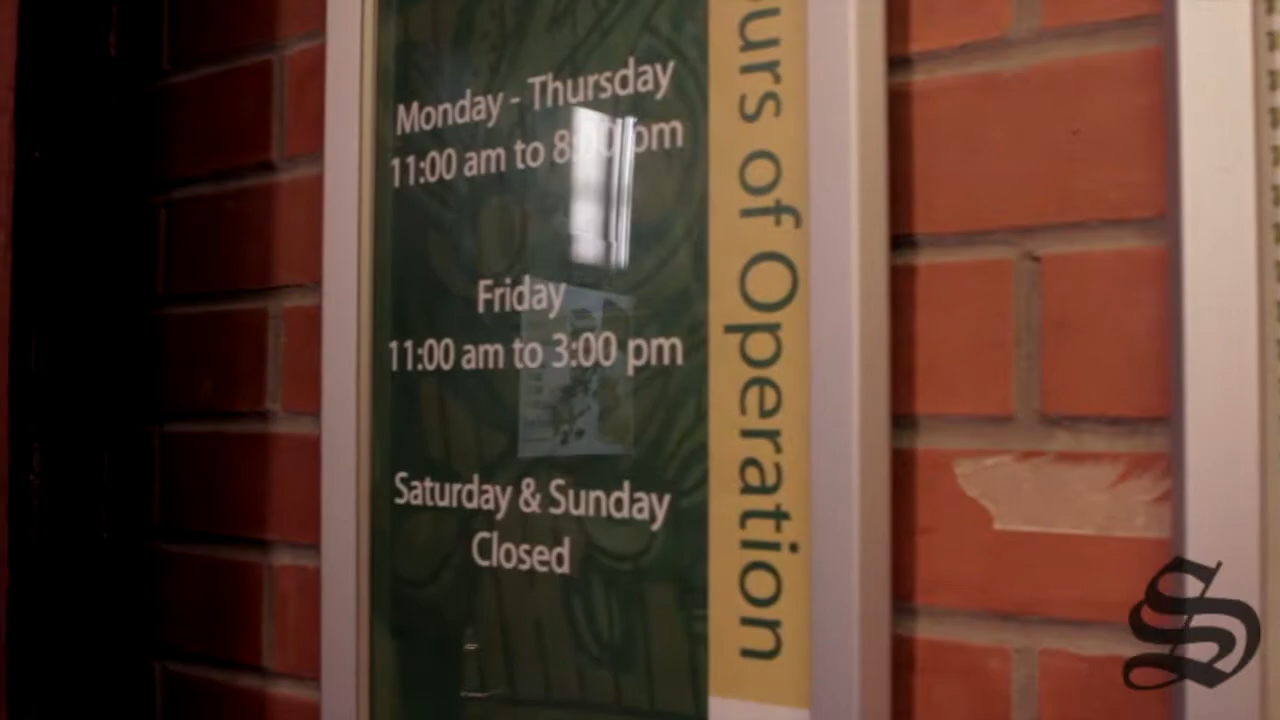 Monday - Thursday
11:00 am to 8:00 pm
Friday
11:00 am to 3:00 pm
Saturday & Sunday
Closed
urs of Operation
S